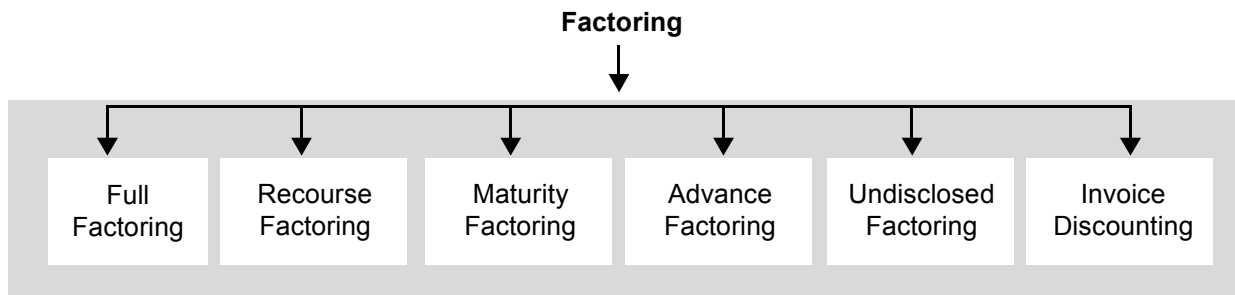 Factoring
Full
Factoring
Recourse
Factoring
Maturity
Factoring
Advance
Factoring
Undisclosed
Factoring
Invoice
Discounting